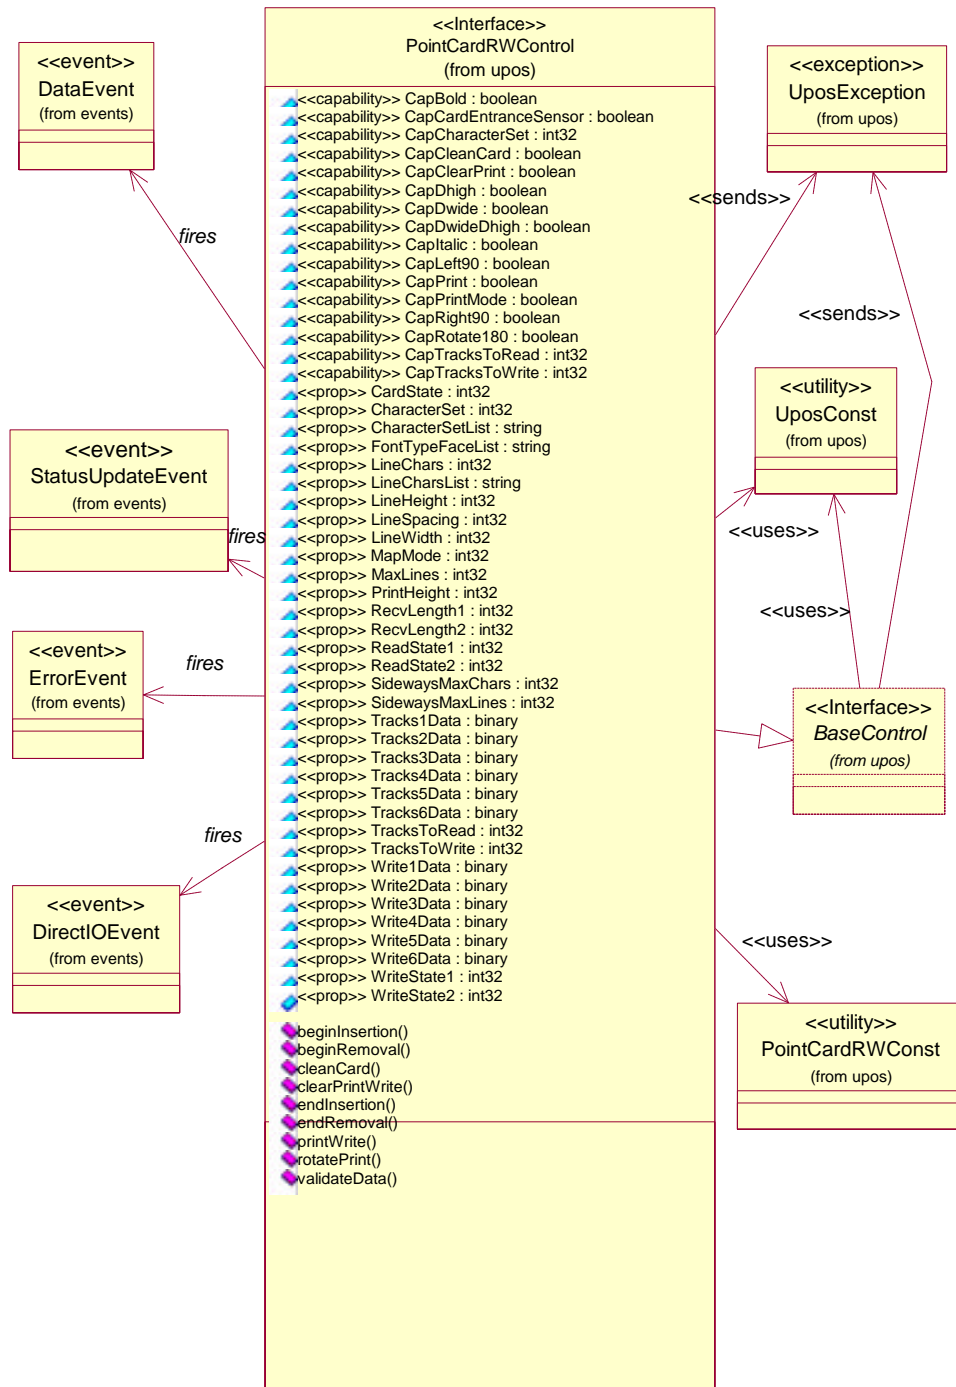 <<Interface>>
PointCardRWControl
(from upos)
<<capability>> CapBold : boolean
<<capability>> CapCardEntranceSensor : boolean
<<capability>> CapCharacterSet : int32
<<capability>> CapCleanCard : boolean
<<capability>> CapClearPrint : boolean
<<capability>> CapDhigh : boolean
<<capability>> CapDwide : boolean
<<capability>> CapDwideDhigh : boolean
<<capability>> CapItalic : boolean
<<capability>> CapLeft90 : boolean
<<capability>> CapPrint : boolean
<<capability>> CapPrintMode : boolean
<<capability>> CapRight90 : boolean
<<capability>> CapRotate180 : boolean
<<capability>> CapTracksToRead : int32
<<capability>> CapTracksToWrite : int32
<<prop>> CardState : int32
<<prop>> CharacterSet : int32
<<prop>> CharacterSetList : string
<<prop>> FontTypeFaceList : string
<<prop>> LineChars : int32
<<prop>> LineCharsList : string
<<prop>> LineHeight : int32
<<prop>> LineSpacing : int32
<<prop>> LineWidth : int32
<<prop>> MapMode : int32
<<prop>> MaxLines : int32
<<prop>> PrintHeight : int32
<<prop>> RecvLength1 : int32
<<prop>> RecvLength2 : int32
<<prop>> ReadState1 : int32
<<prop>> ReadState2 : int32
<<prop>> SidewaysMaxChars : int32
<<prop>> SidewaysMaxLines : int32
<<prop>> Tracks1Data : binary
<<prop>> Tracks2Data : binary
<<prop>> Tracks3Data : binary
<<prop>> Tracks4Data : binary
<<prop>> Tracks5Data : binary
<<prop>> Tracks6Data : binary
<<prop>> TracksToRead : int32
<<prop>> TracksToWrite : int32
<<prop>> Write1Data : binary
<<prop>> Write2Data : binary
<<prop>> Write3Data : binary
<<prop>> Write4Data : binary
<<prop>> Write5Data : binary
<<prop>> Write6Data : binary
<<prop>> WriteState1 : int32
<<prop>> WriteState2 : int32
beginInsertion()
beginRemoval()
cleanCard()
clearPrintWrite()
endInsertion()
endRemoval()
printWrite()
rotatePrint()
validateData()
<<event>>
DataEvent
(from events)
fires
<<event>>
StatusUpdateEvent
(from events)
fires
<<event>>
ErrorEvent
(from events)
fires
<<event>>
DirectIOEvent
(from events)
fires
<<exception>>
UposException
(from upos)
<<sends>>
<<sends>>
<<utility>>
UposConst
(from upos)
<<uses>>
<<uses>>
<<Interface>>
BaseControl
(from upos)
<<uses>>
<<utility>>
PointCardRWConst
(from upos)